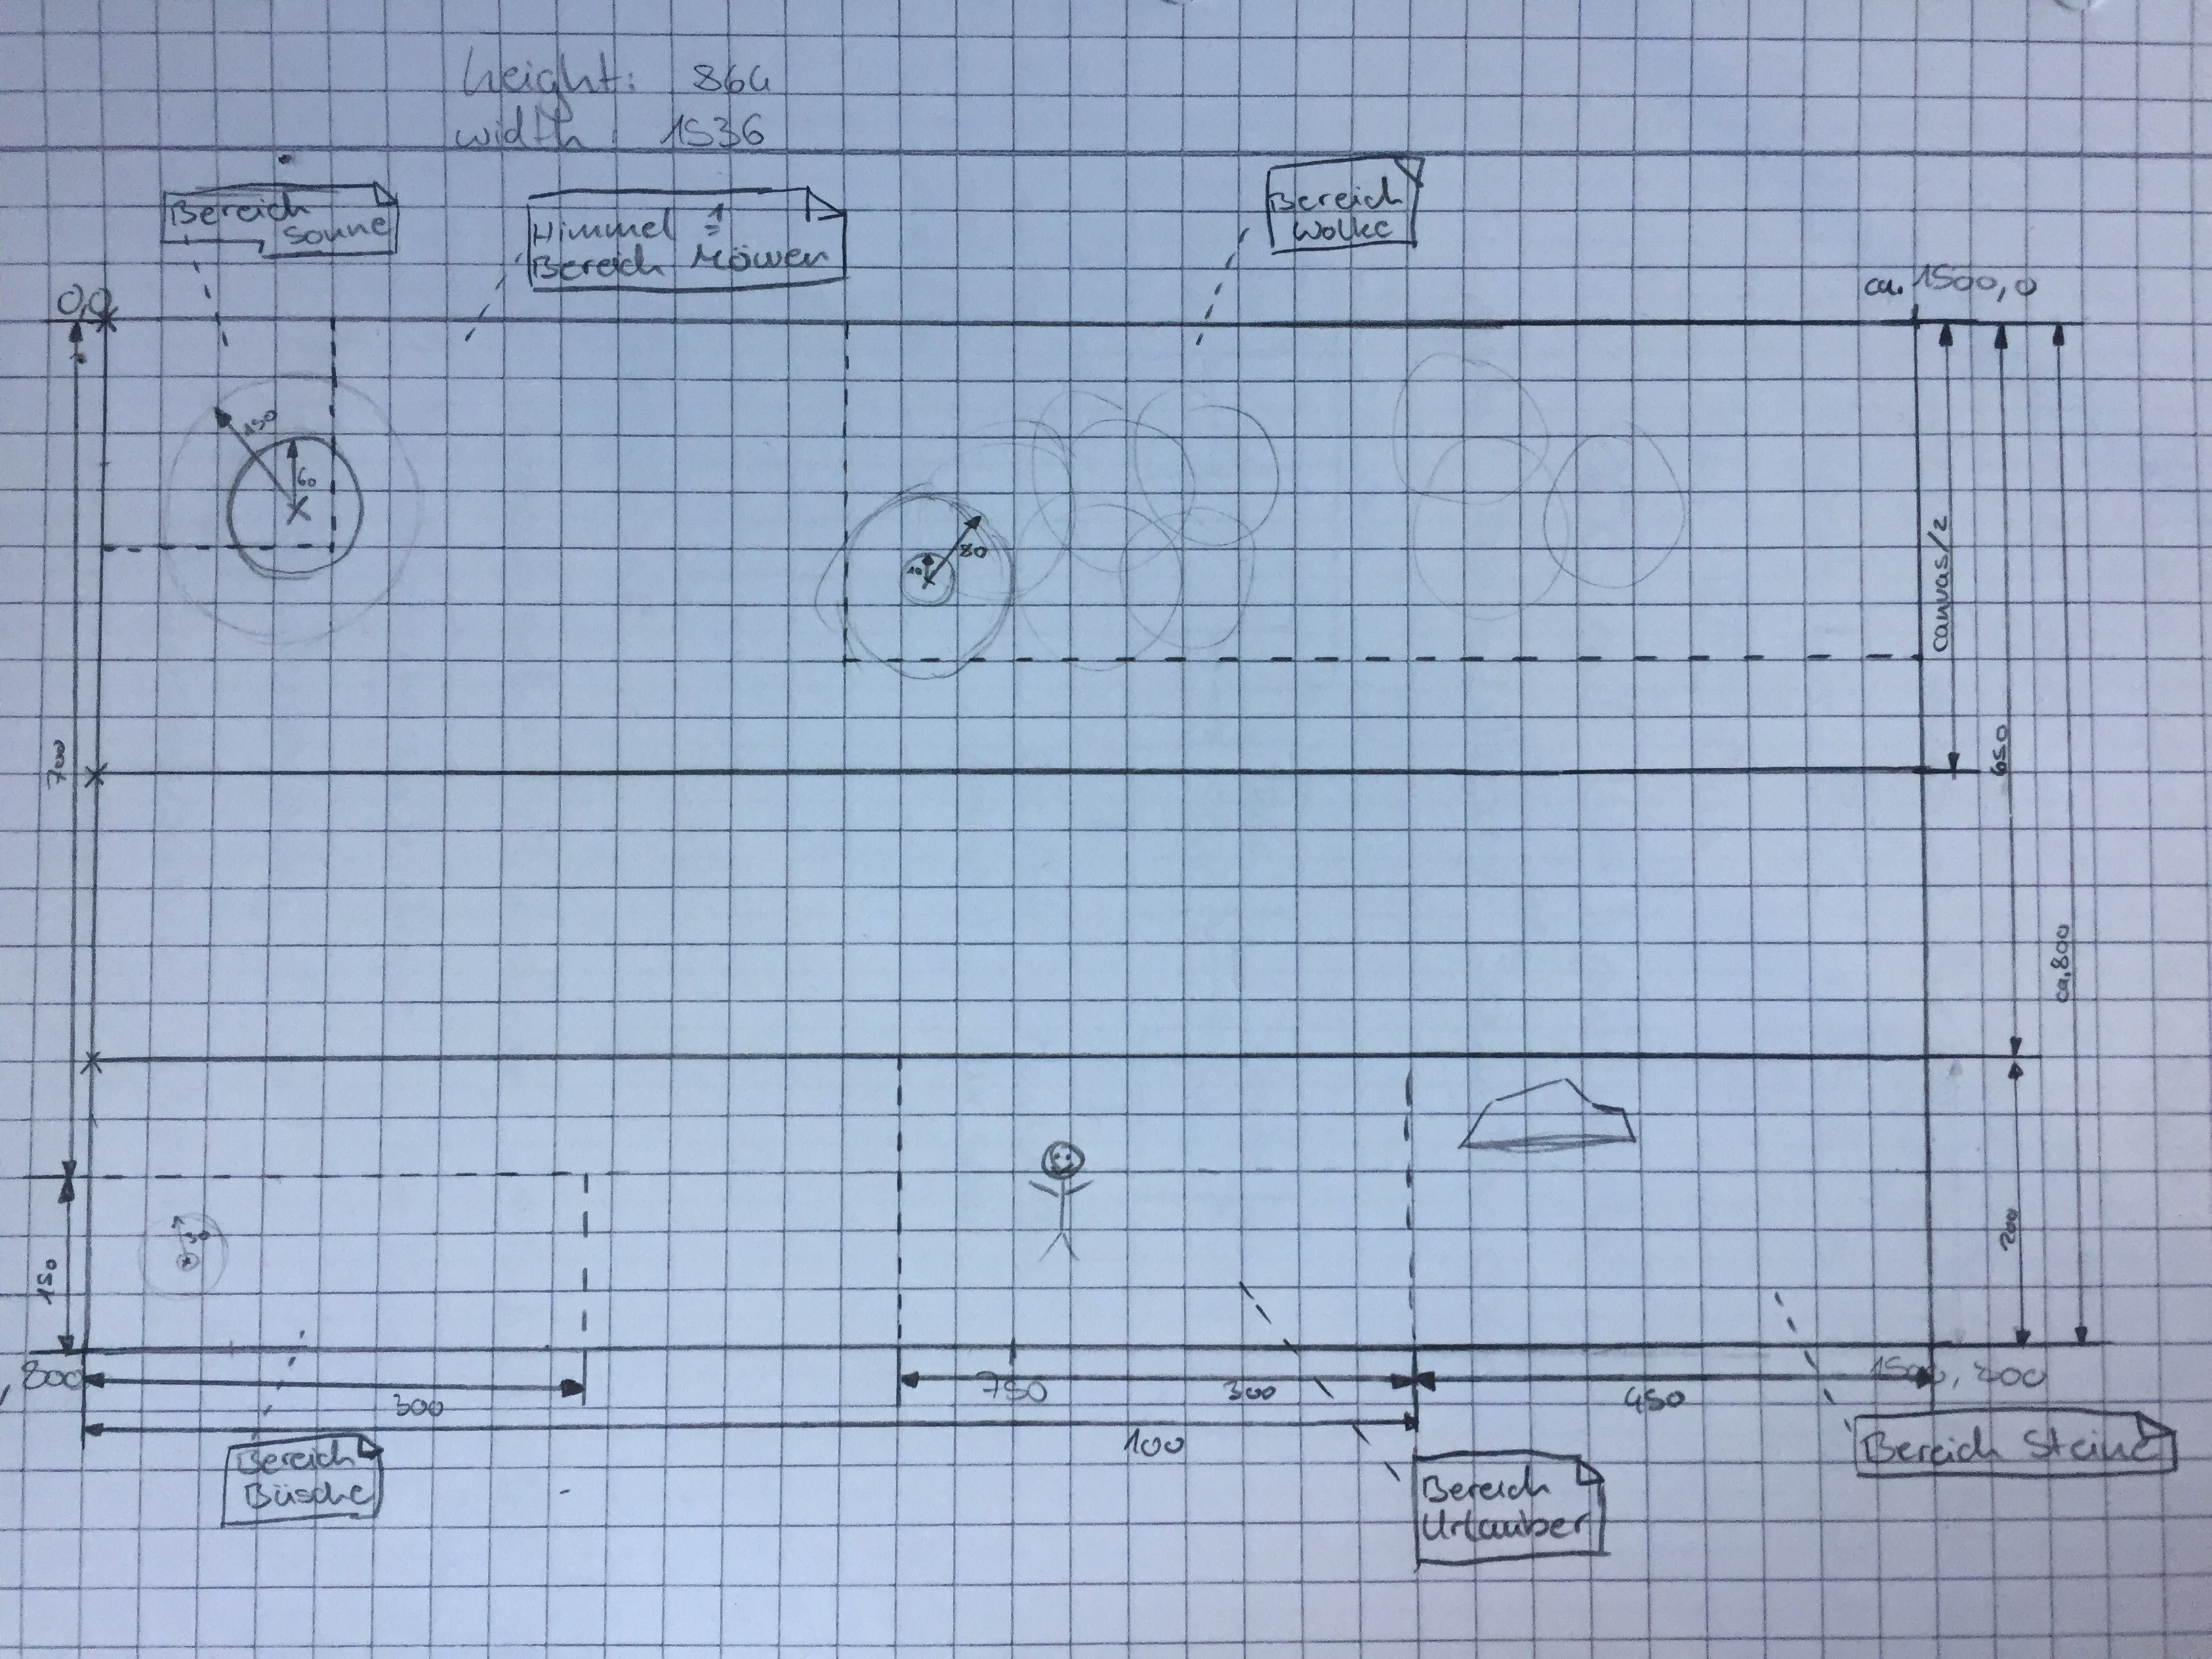 height: 864
width: 1536
Bereich
Sonne
Himmel ≙
Bereich Möwen
Bereich
Wolke
0,0
ca. 1500,0
150
60
80
10
canvas/2
700
650
ca. 800
150
200
800
300
750
300
450
1500, 800
100
Bereich
Büsche
Bereich
Urlauber
Bereich Steine